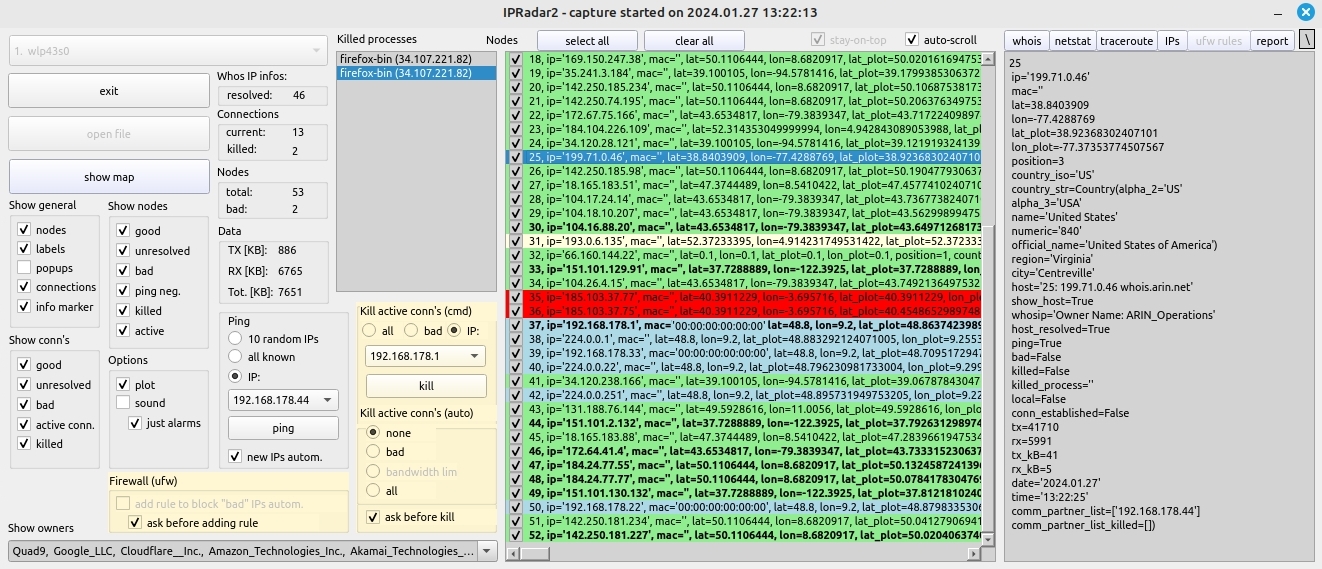 IPRadar2 - capture started on 2024.01.27 13:22:13
1. wlp43s0
exit
open file
show map
Whos IP infos:
resolved: 46
Connections
current: 13
killed: 2
Nodes
total: 53
bad: 2
Data
TX [KB]: 886
RX [KB]: 6765
Tot. [KB]: 7651
Show general
nodes
labels
popups
connections
info marker
Show nodes
good
unresolved
bad
ping neg.
killed
active
Show conn's
good
unresolved
bad
active conn.
killed
Options
plot
sound
just alarms
Ping
10 random IPs
all known
IP:
192.168.178.44
ping
new IPs autom.
Firewall (ufw)
add rule to block "bad" IPs autom.
ask before adding rule
Show owners
Quad9, Google_LLC, Cloudflare__Inc., Amazon_Technologies_Inc., Akamai_Technologies_...
Killed processes
firefox-bin (34.107.221.82)
firefox-bin (34.107.221.82)
Kill active conn's (cmd)
all bad IP:
192.168.178.1
kill
Kill active conn's (auto)
none
bad
bandwidth lim
all
ask before kill
Nodes
select all
clear all
stay-on-top
auto-scroll
18, ip='169.150.247.38', mac='', lat=50.1106444, lon=8.6820917, lat_plot=50.0201619475
19, ip='35.241.3.184', mac='', lat=39.100105, lon=-94.5781416, lat_plot=39.1799385306372
20, ip='142.250.185.234', mac='', lat=50.1106444, lon=8.6820917, lat_plot=50.10687538173
21, ip='142.250.74.195', mac='', lat=50.1106444, lon=8.6820917, lat_plot=50.206376349753
22, ip='172.67.75.166', mac='', lat=43.6534817, lon=-79.3839347, lat_plot=43.71722409897
23, ip='184.104.226.109', mac='', lat=52.314353049999994, lon=4.942843089053988, lat_p
24, ip='34.120.28.121', mac='', lat=39.100105, lon=-94.5781416, lat_plot=39.121919324139
25, ip='199.71.0.46', mac='', lat=38.8403909, lon=-77.4288769, lat_plot=38.9236830240710
26, ip='142.250.185.98', mac='', lat=50.1106444, lon=8.6820917, lat_plot=50.190477930637
27, ip='18.165.183.51', mac='', lat=47.3744489, lon=8.5410422, lat_plot=47.4577410240710
28, ip='104.17.24.14', mac='', lat=43.6534817, lon=-79.3839347, lat_plot=43.736773824107
29, ip='104.18.10.207', mac='', lat=43.6534817, lon=-79.3839347, lat_plot=43.56299899475
30, ip='104.16.88.20', mac='', lat=43.6534817, lon=-79.3839347, lat_plot=43.64971268173
31, ip='193.0.6.135', mac='', lat=52.37233395, lon=4.914231749531422, lat_plot=52.372333
32, ip='66.160.144.22', mac='', lat=0.1, lon=0.1, lat_plot=0.1, lon_plot=0.1, position=1, count
33, ip='151.101.129.91', mac='', lat=37.7288889, lon=-122.3925, lat_plot=37.7288889, lon_
34, ip='104.26.4.15', mac='', lat=43.6534817, lon=-79.3839347, lat_plot=43.7492136517531
35, ip='185.103.37.77', mac='', lat=40.3911229, lon=-3.695716, lat_plot=40.3911229, lon_pl
36, ip='185.103.37.75', mac='', lat=40.3911229, lon=-3.695716, lat_plot=40.4548652989748
37, ip='192.168.178.1', mac='00:00:00:00:00:00' lat=48.8, lon=9.2, lat_plot=48.8637423989
38, ip='224.0.0.1', mac='', lat=48.8, lon=9.2, lat_plot=48.883292124071005, lon_plot=9.2553
39, ip='192.168.178.33', mac='00:00:00:00:00:00', lat=48.8, lon=9.2, lat_plot=48.7095172947
40, ip='224.0.0.22', mac='', lat=48.8, lon=9.2, lat_plot=48.796230981733004, lon_plot=9.299
41, ip='34.120.238.166', mac='', lat=39.100105, lon=-94.5781416, lat_plot=39.06787843047
42, ip='224.0.0.251', mac='', lat=48.8, lon=9.2, lat_plot=48.895731949753205, lon_plot=9.22
43, ip='131.188.76.144', mac='', lat=49.5928616, lon=11.0056, lat_plot=49.5928616, lon_plo
44, ip='151.101.2.132', mac='', lat=37.7288889, lon=-122.3925, lat_plot=37.792631298974
45, ip='18.165.183.88', mac='', lat=47.3744489, lon=8.5410422, lat_plot=47.2839661947534
46, ip='172.64.41.4', mac='', lat=43.6534817, lon=-79.3839347, lat_plot=43.7333152306371
47, ip='184.24.77.55', mac='', lat=50.1106444, lon=8.6820917, lat_plot=50.1324587241396
48, ip='184.24.77.77', mac='', lat=50.1106444, lon=8.6820917, lat_plot=50.0784178304769
49, ip='151.101.130.132', mac='', lat=37.7288889, lon=-122.3925, lat_plot=37.8121810240
50, ip='192.168.178.22', mac='00:00:00:00:00:00', lat=48.8, lon=9.2, lat_plot=48.8798335306
51, ip='142.250.181.234', mac='', lat=50.1106444, lon=8.6820917, lat_plot=50.04127906941
52, ip='142.250.181.227', mac='', lat=50.1106444, lon=8.6820917, lat_plot=50.020406374
whois netstat traceroute IPs ufw rules report \
25
ip='199.71.0.46'
mac=''
lat=38.8403909
lon=-77.4288769
lat_plot=38.92368302407101
lon_plot=-77.37353774507567
position=3
country_iso='US'
country_str=Country(alpha_2='US'
alpha_3='USA'
name='United States'
numeric='840'
official_name='United States of America')
region='Virginia'
city='Centreville'
host='25: 199.71.0.46 whois.arin.net'
show_host=True
whosip='Owner Name: ARIN_Operations'
host_resolved=True
ping=True
bad=False
killed=False
killed_process=''
local=False
conn_established=False
tx=41710
rx=5991
tx_kB=41
rx_kB=5
date='2024.01.27'
time='13:22:25'
comm_partner_list=['192.168.178.44']
comm_partner_list_killed=[])